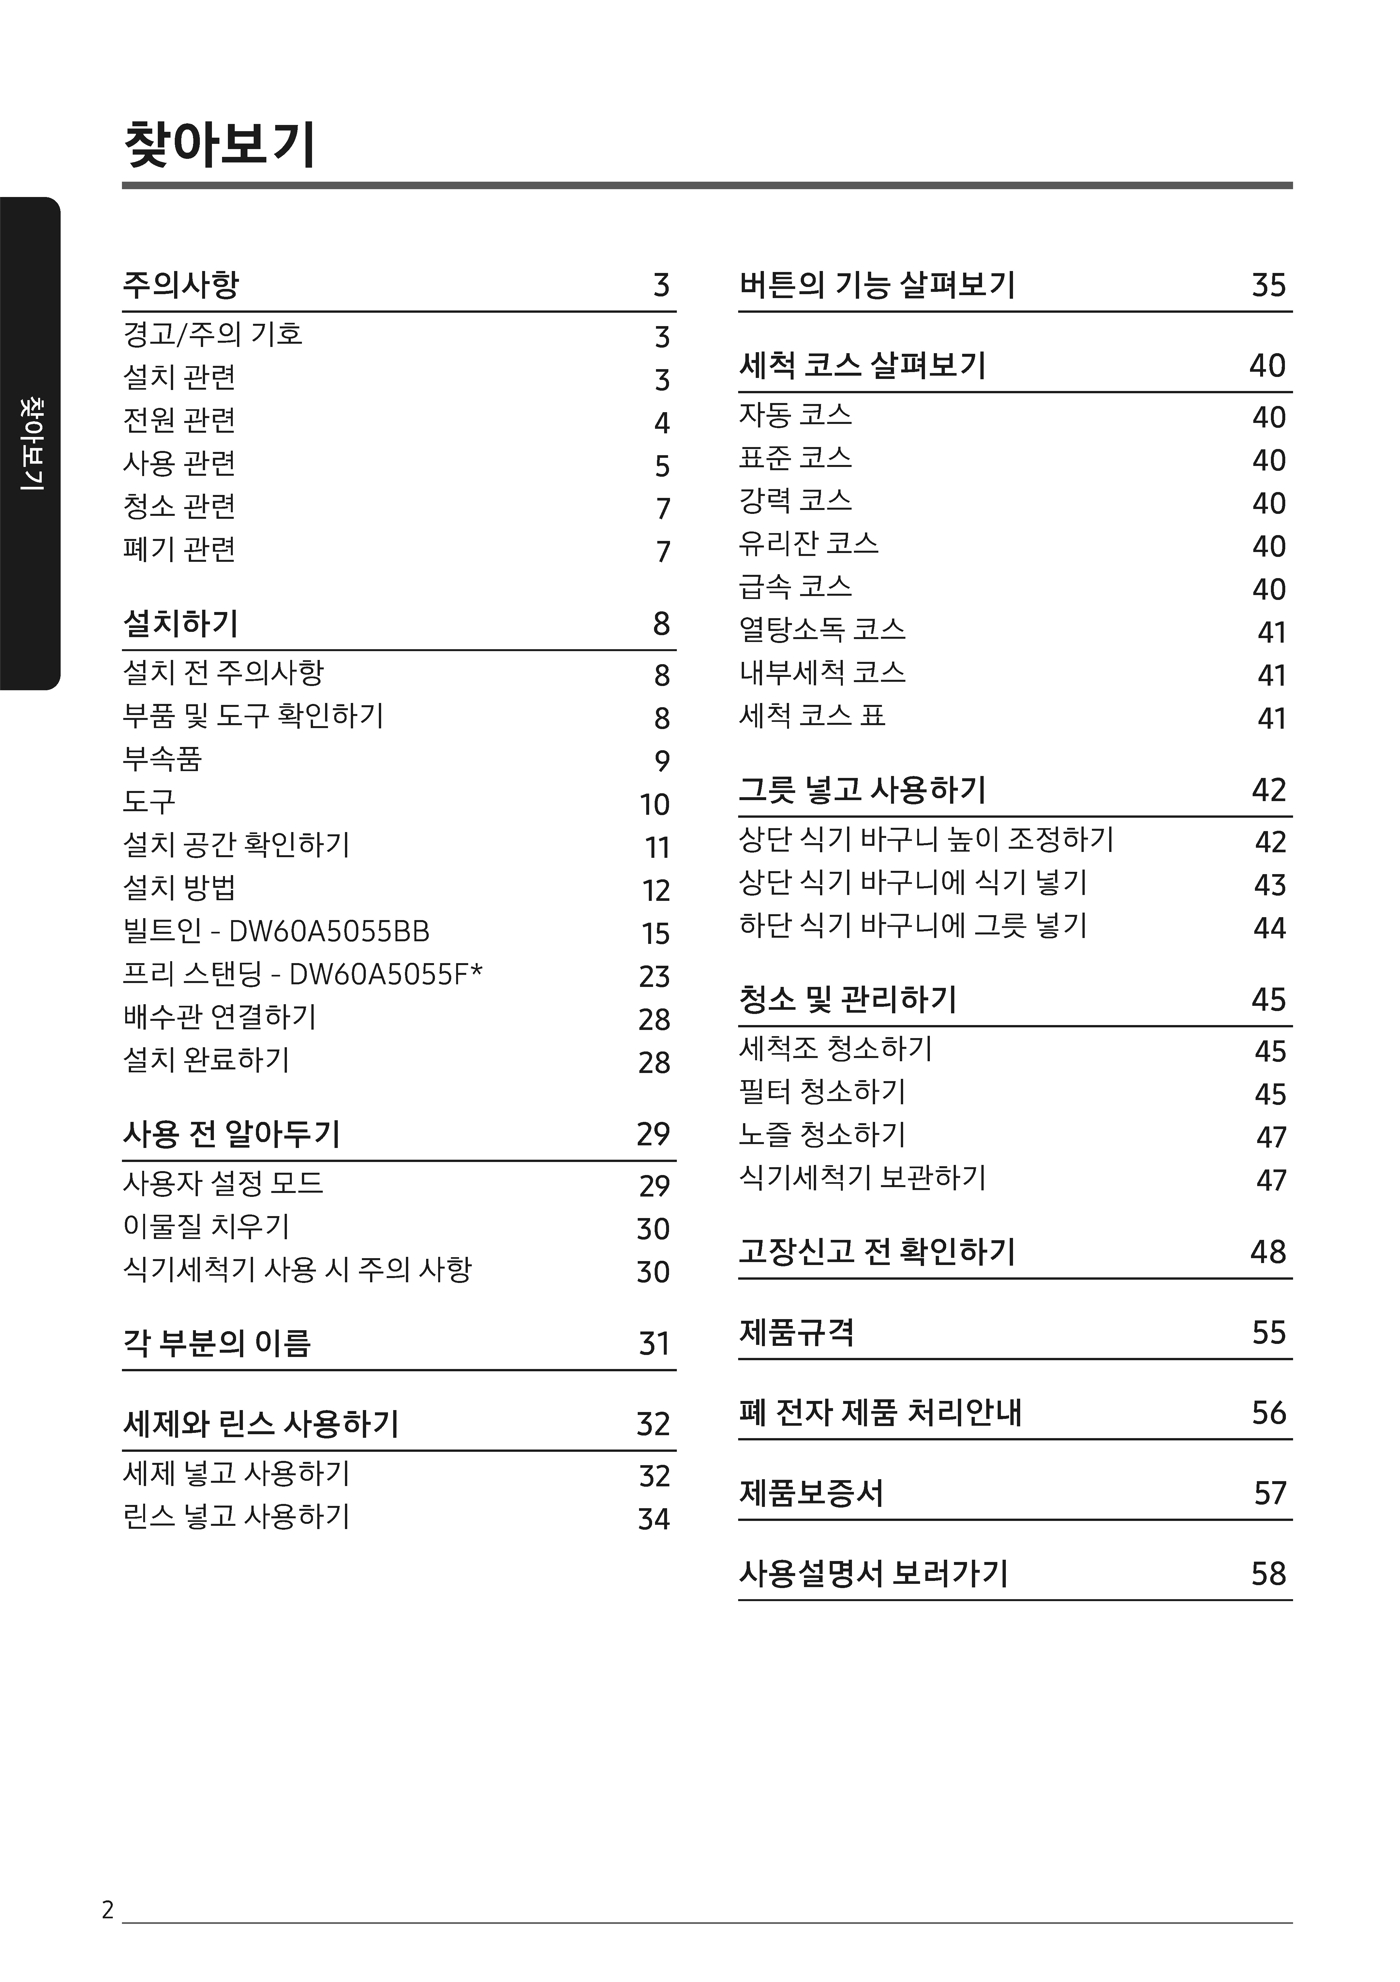 찾아보기
찾아보기
주의사항 3
경고/주의 기호 3
설치 관련 3
전원 관련 4
사용 관련 5
청소 관련 7
폐기 관련 7
설치하기 8
설치 전 주의사항 8
부품 및 도구 확인하기 8
부속품 9
도구 10
설치 공간 확인하기 11
설치 방법 12
빌트인 - DW60A5055BB 15
프리 스탠딩 - DW60A5055F* 23
배수관 연결하기 28
설치 완료하기 28
사용 전 알아두기 29
사용자 설정 모드 29
이물질 치우기 30
식기세척기 사용 시 주의 사항 30
각 부분의 이름 31
세제와 린스 사용하기 32
세제 넣고 사용하기 32
린스 넣고 사용하기 34
버튼의 기능 살펴보기 35
세척 코스 살펴보기 40
자동 코스 40
표준 코스 40
강력 코스 40
유리잔 코스 40
급속 코스 40
열탕소독 코스 41
내부세척 코스 41
세척 코스 표 41
그릇 넣고 사용하기 42
상단 식기 바구니 높이 조정하기 42
상단 식기 바구니에 식기 넣기 43
하단 식기 바구니에 그릇 넣기 44
청소 및 관리하기 45
세척조 청소하기 45
필터 청소하기 45
노즐 청소하기 47
식기세척기 보관하기 47
고장신고 전 확인하기 48
제품규격 55
폐 전자 제품 처리안내 56
제품보증서 57
사용설명서 보러가기 58
2